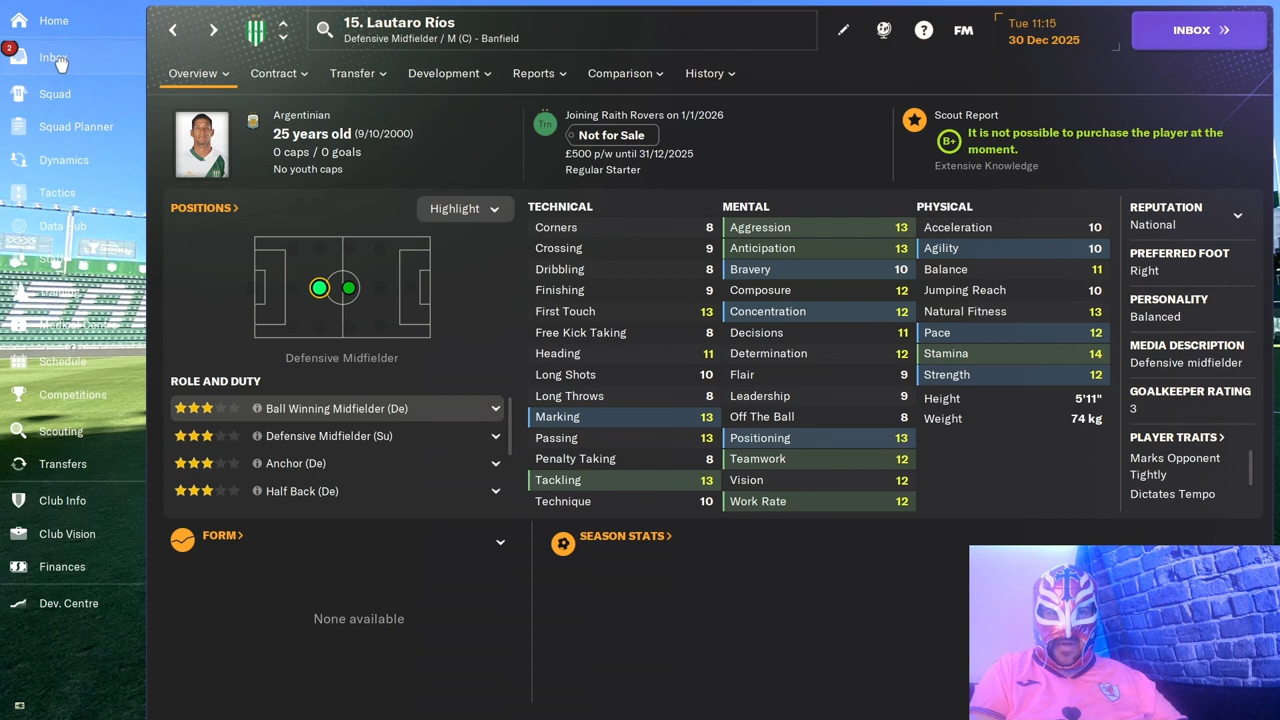 Home
2
Inbox
Squad
Squad Planner
Dynamics
Tactics
Data Hub
Training
Schedule
Competitions
Scouting
Transfers
Club Info
Club Vision
Finances
Dev. Centre
15. Lautaro Ríos
Defensive Midfielder / M (C) - Banfield
?
FM
Tue 11:15
30 Dec 2025
INBOX
Overview
Contract
Transfer
Development
Reports
Comparison
History
Argentinian
25 years old (9/10/2000)
0 caps / 0 goals
No youth caps
Trn
Joining Raith Rovers on 1/1/2026
Not for Sale
£500 p/w until 31/12/2025
Regular Starter
Scout Report
B+
It is not possible to purchase the player at the
moment.
Extensive Knowledge
POSITIONS >
Highlight
Defensive Midfielder
ROLE AND DUTY
Ball Winning Midfielder (De)
Defensive Midfielder (Su)
Anchor (De)
Half Back (De)
TECHNICAL
Corners 8
Crossing 9
Dribbling 8
Finishing 9
First Touch 13
Free Kick Taking 8
Heading 11
Long Shots 10
Long Throws 8
Marking 13
Passing 13
Penalty Taking 8
Tackling 13
Technique 10
MENTAL
Aggression 13
Anticipation 13
Bravery 10
Composure 12
Concentration 12
Decisions 11
Determination 12
Flair 9
Leadership 9
Off The Ball 8
Positioning 13
Teamwork 12
Vision 12
Work Rate 12
PHYSICAL
Acceleration 10
Agility 10
Balance 11
Jumping Reach 10
Natural Fitness 13
Pace 12
Stamina 14
Strength 12
Height 5'11"
Weight 74 kg
REPUTATION
National
PREFERRED FOOT
Right
PERSONALITY
Balanced
MEDIA DESCRIPTION
Defensive midfielder
GOALKEEPER RATING
3
PLAYER TRAITS >
Marks Opponent
Tightly
Dictates Tempo
FORM >
None available
SEASON STATS >